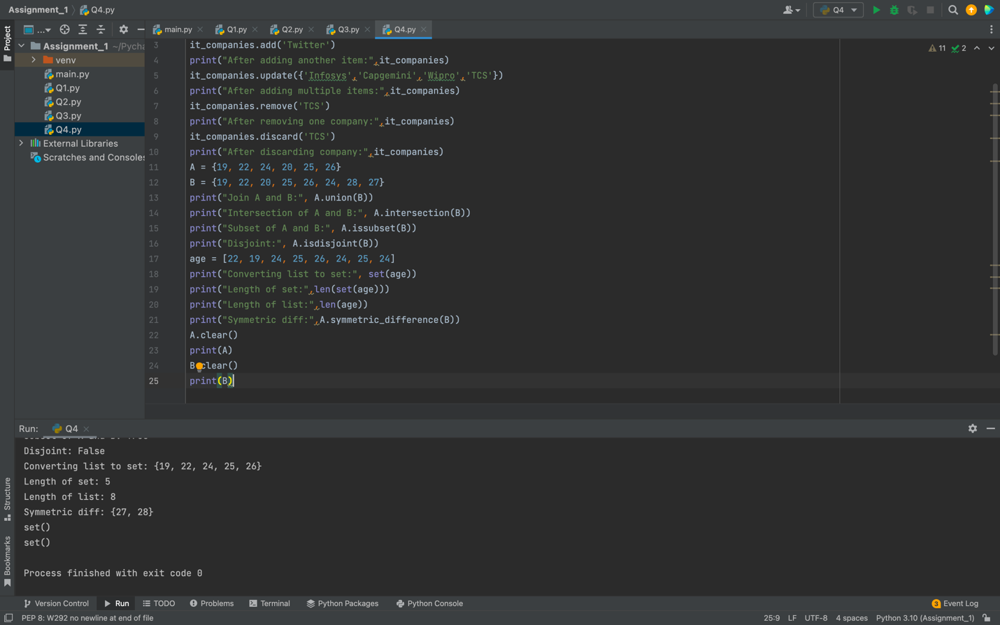 Assignment_1 Q4.py
Q4
Project
...
main.py Q1.py Q2.py Q3.py Q4.py
Assignment_1 ~/Pycha
venv
main.py
Q1.py
Q2.py
Q3.py
Q4.py
External Libraries
Scratches and Consoles
11 2
3 it_companies.add('Twitter')
4 print("After adding another item:",it_companies)
5 it_companies.update({'Infosys','Capgemini','Wipro','TCS'})
6 print("After adding multiple items:",it_companies)
7 it_companies.remove('TCS')
8 print("After removing one company:",it_companies)
9 it_companies.discard('TCS')
10 print("After discarding company:",it_companies)
11 A = {19, 22, 24, 20, 25, 26}
12 B = {19, 22, 20, 25, 26, 24, 28, 27}
13 print("Join A and B:", A.union(B))
14 print("Intersection of A and B:", A.intersection(B))
15 print("Subset of A and B:", A.issubset(B))
16 print("Disjoint:", A.isdisjoint(B))
17 age = [22, 19, 24, 25, 26, 24, 25, 24]
18 print("Converting list to set:", set(age))
19 print("Length of set:",len(set(age)))
20 print("Length of list:",len(age))
21 print("Symmetric diff:",A.symmetric_difference(B))
22 A.clear()
23 print(A)
24 B.clear()
25 print(B)
Run: Q4
Disjoint: False
Converting list to set: {19, 22, 24, 25, 26}
Length of set: 5
Length of list: 8
Symmetric diff: {27, 28}
set()
set()
Process finished with exit code 0
Structure
Bookmarks
Version Control Run TODO Problems Terminal Python Packages Python Console 3 Event Log
PEP 8: W292 no newline at end of file 25:9 LF UTF-8 4 spaces Python 3.10 (Assignment_1)